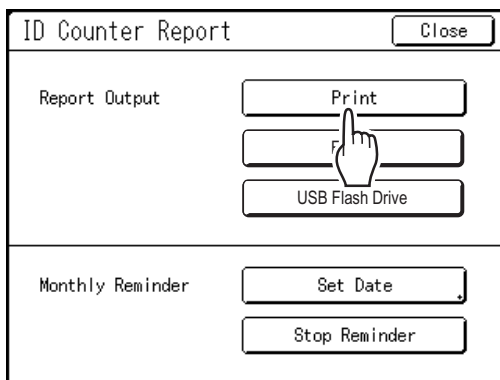 ID Counter Report Close
Report Output Print
USB Flash Drive
Monthly Reminder Set Date
Stop Reminder